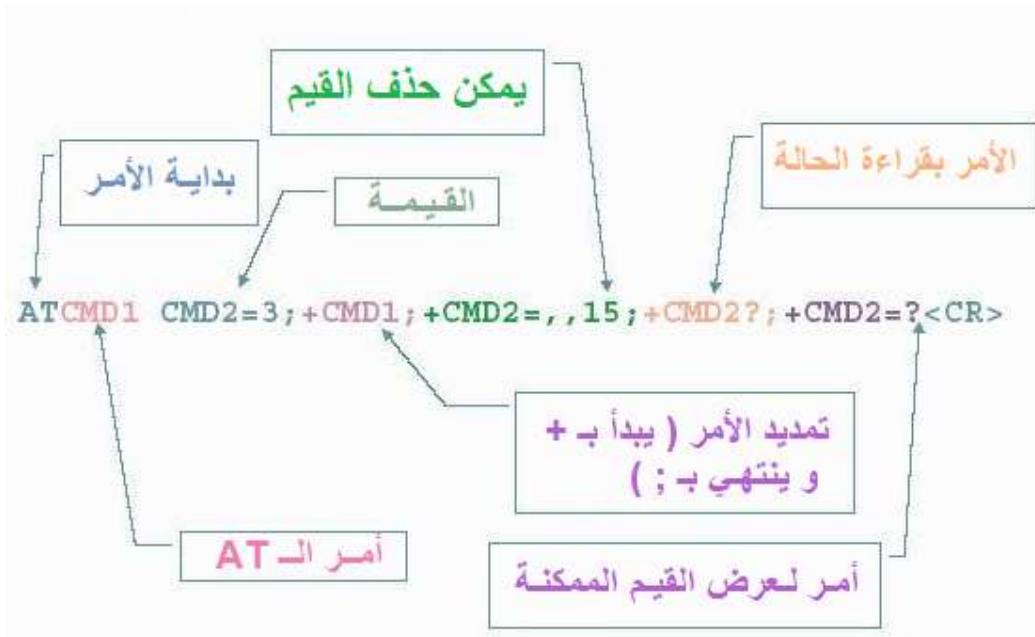 يمكن حذف القيم
الأمر بقراءة الحالة
بداية الأمر
القيمة
ATCMD1 CMD2=3;+CMD1;+CMD2=,,15;+CMD2?;+CMD2=?<CR>
تمديد الأمر ( يبدأ بـ +
و ينتهي بـ ; )
أمر الـ AT
أمر لعرض القيم الممكنة